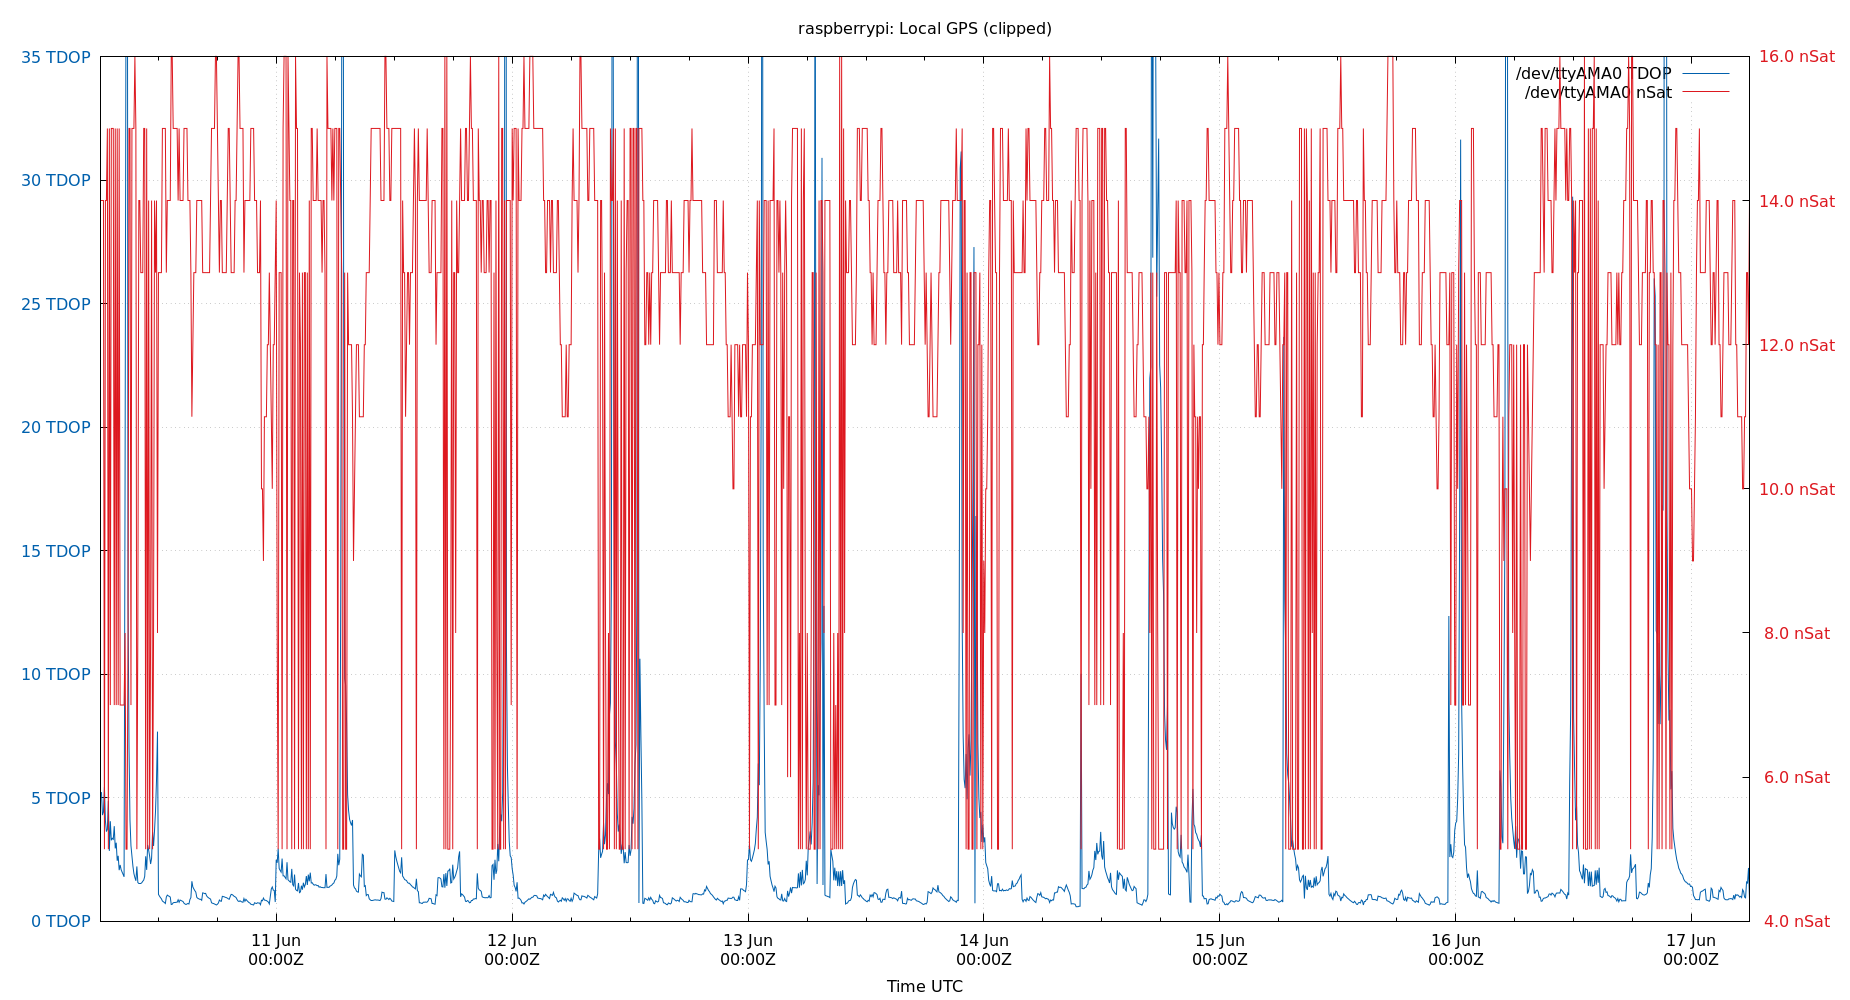 raspberrypi: Local GPS (clipped)
35 TDOP
30 TDOP
25 TDOP
20 TDOP
15 TDOP
10 TDOP
5 TDOP
0 TDOP
16.0 nSat
14.0 nSat
12.0 nSat
10.0 nSat
8.0 nSat
6.0 nSat
4.0 nSat
/dev/ttyAMA0 TDOP
/dev/ttyAMA0 nSat
11 Jun
00:00Z
12 Jun
00:00Z
13 Jun
00:00Z
14 Jun
00:00Z
15 Jun
00:00Z
16 Jun
00:00Z
17 Jun
00:00Z
Time UTC